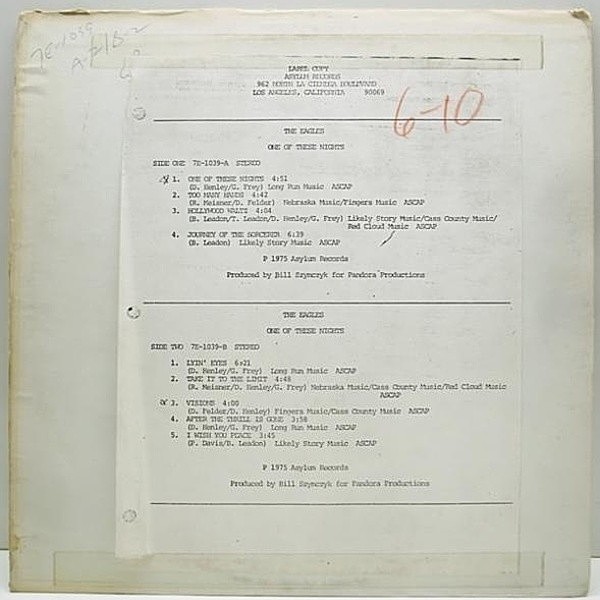 7E-1039
A-2/B-2
LABEL COPY
ASYLUM RECORDS
962 NORTH LA CIENEGA BOULEVARD
LOS ANGELES, CALIFORNIA 90069
6-10
THE EAGLES
ONE OF THESE NIGHTS
SIDE ONE 7E-1039-A STEREO
1. ONE OF THESE NIGHTS 4:51
(D. Henley/G. Frey) Long Run Music ASCAP
2. TOO MANY HANDS 4:42
(R. Meisner/D. Felder) Nebraska Music/Fingers Music ASCAP
3. HOLLYWOOD WALTZ 4:04
(B. Leadon/T. Leadon/D. Henley/G. Frey) Likely Story Music/Cass County Music/
Red Cloud Music ASCAP
4. JOURNEY OF THE SORCERER 6:39
(B. Leadon) Likely Story Music ASCAP
P 1975 Asylum Records
Produced by Bill Szymczyk for Pandora Productions
THE EAGLES
ONE OF THESE NIGHTS
SIDE TWO 7E-1039-B STEREO
1. LYIN' EYES 6:21
(D. Henley/G. Frey) Long Run Music ASCAP
2. TAKE IT TO THE LIMIT 4:48
(R. Meisner/D. Henley/G. Frey) Nebraska Music/Cass County Music/Red Cloud Music
ASCAP
3. VISIONS 4:00
(D. Felder/D. Henley) Fingers Music/Cass County Music ASCAP
4. AFTER THE THRILL IS GONE 3:58
(D. Henley/G. Frey) Long Run Music ASCAP
5. I WISH YOU PEACE 3:45
(P. Davis/B. Leadon) Likely Story Music ASCAP
P 1975 Asylum Records
Produced by Bill Szymczyk for Pandora Productions